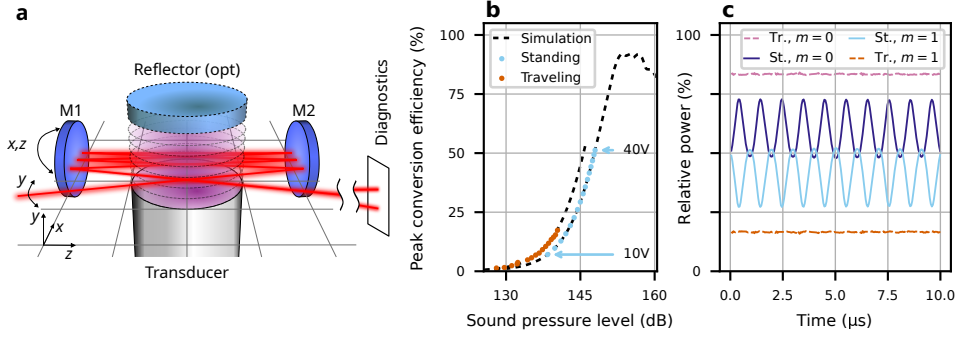 a
Reflector (opt)
M1
M2
Diagnostics
x,z
y
y
x
z
Transducer
b
Peak conversion efficiency (%)
100
75
50
25
0
Simulation
Standing
Traveling
40V
10V
130
145
160
Sound pressure level (dB)
c
Relative power (%)
100
50
0
Tr., m = 0
St., m = 1
St., m = 0
Tr., m = 1
0.0
2.5
5.0
7.5
10.0
Time (μs)